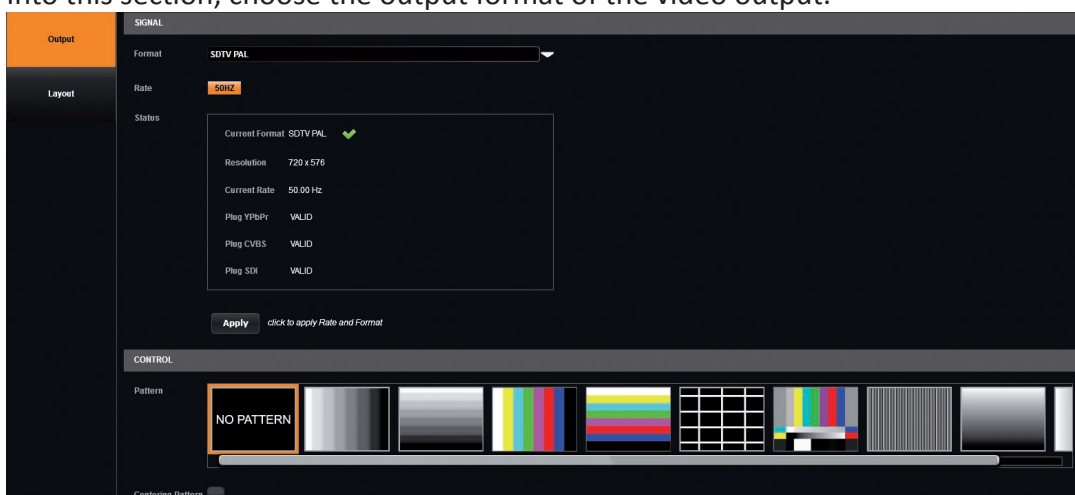 into this section, choose the output format of the video output.
Output
Layout
SIGNAL
Format SDTV PAL
Rate 50HZ
Status
Current Format SDTV PAL
Resolution 720 x 576
Current Rate 50.00 Hz
Plug YPbPr VALID
Plug CVBS VALID
Plug SDI VALID
Apply click to apply Rate and Format
CONTROL
Pattern
NO PATTERN
Centering Pattern